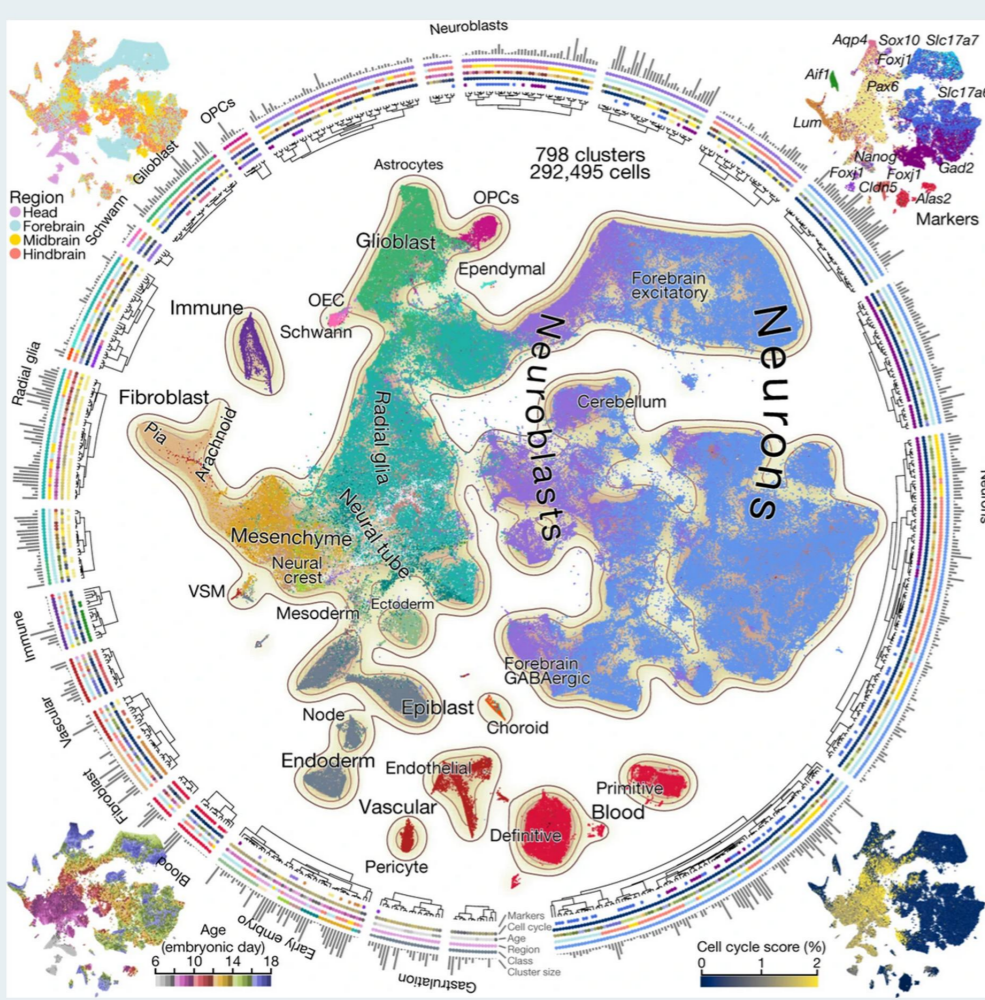 Neuroblasts
OPCs
Glioblast
Schwann
Radial glia
Immune
Vascular
Fibroblast
Blood
Early embryo
Gastrulation
Neurons
Region
Head
Forebrain
Midbrain
Hindbrain
Aqp4
Sox10
Slc17a7
Foxj1
Aif1
Pax6
Slc17a6
Lum
Nanog
Foxj1
Foxj1
Gad2
Cldn5
Alas2
Markers
798 clusters
292,495 cells
Astrocytes
OPCs
Glioblast
Ependymal
OEC
Schwann
Immune
Forebrain
excitatory
Neurons
Neuroblasts
Cerebellum
Fibroblast
Pia
Arachnoid
Radial glia
Neural tube
Mesenchyme
Neural
crest
VSM
Mesoderm
Ectoderm
Forebrain
GABAergic
Epiblast
Node
Choroid
Endoderm
Endothelial
Primitive
Vascular
Blood
Definitive
Pericyte
Markers
Cell cycle
Age
Region
Class
Cluster size
Age
(embryonic day)
6 10 14 18
Cell cycle score (%)
0 1 2